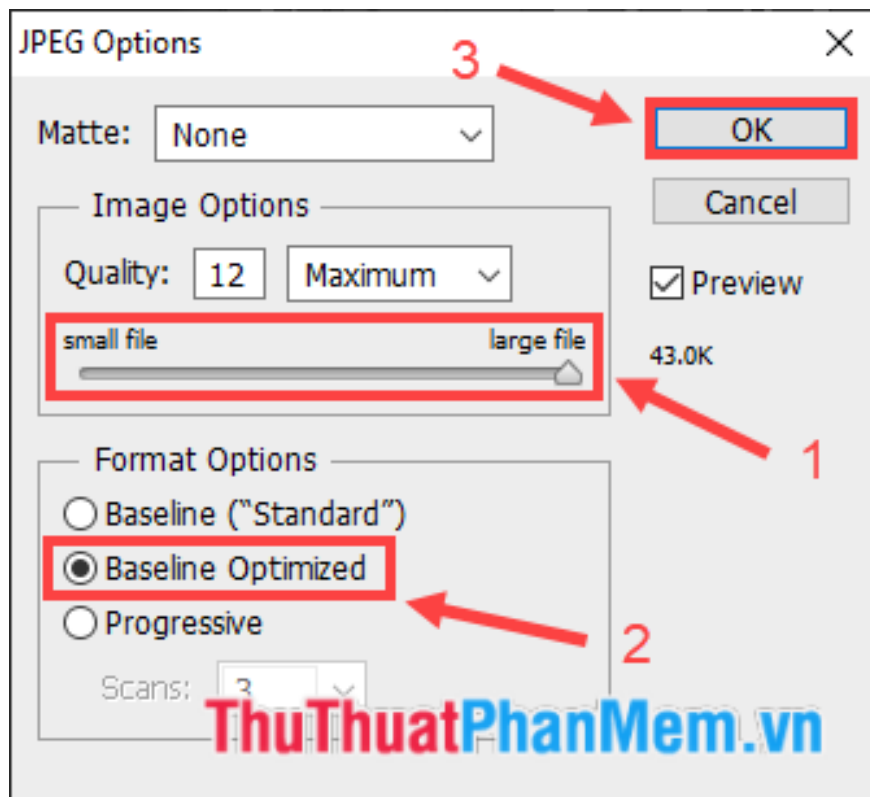 JPEG Options
3
Matte: None
OK
Image Options
Cancel
Quality: 12 Maximum
Preview
small file large file
43.0K
1
Format Options
Baseline (“Standard”)
Baseline Optimized
Progressive
2
Scans: 3
ThuThuatPhanMem.vn